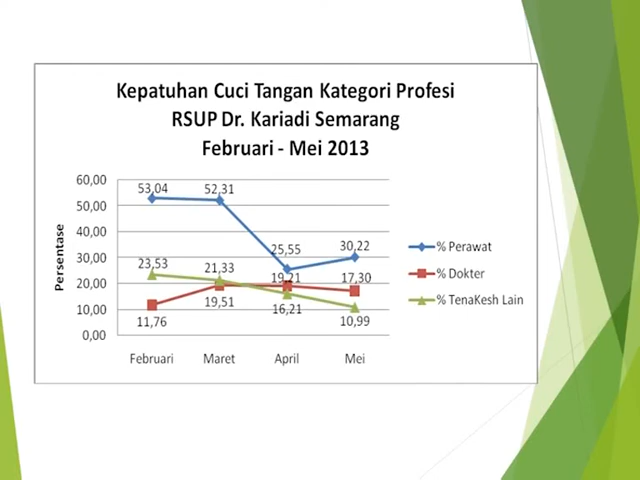 Kepatuhan Cuci Tangan Kategori Profesi
RSUP Dr. Kariadi Semarang
Februari - Mei 2013
Persentase
60,00
50,00
40,00
30,00
20,00
10,00
0,00
53,04
52,31
25,55
30,22
23,53
21,33
19,21
17,30
11,76
19,51
16,21
10,99
Februari
Maret
April
Mei
% Perawat
% Dokter
% TenaKesh Lain